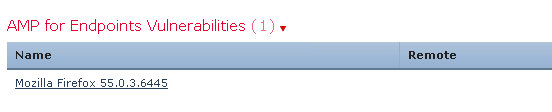 AMP for Endpoints Vulnerabilities (1)
Name Remote
Mozilla Firefox 55.0.3.6445